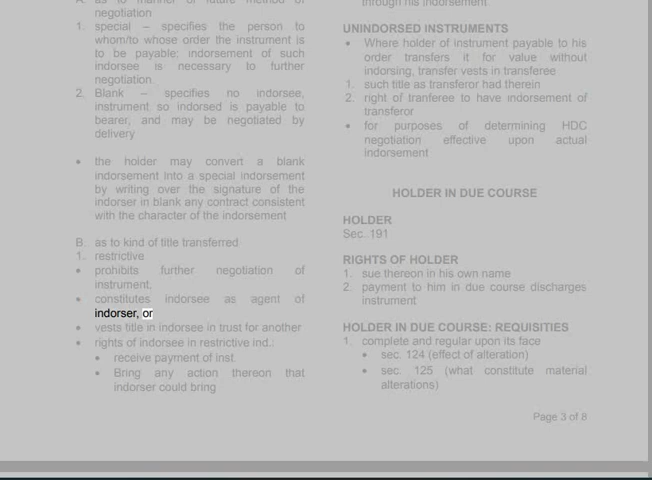 A. as to manner of future method of
negotiation
1. special – specifies the person to
whom/to whose order the instrument is
to be payable; indorsement of such
indorsee is necessary to further
negotiation.
2. Blank – specifies no indorsee,
instrument so indorsed is payable to
bearer, and may be negotiated by
delivery
• the holder may convert a blank
indorsement into a special indorsement
by writing over the signature of the
indorser in blank any contract consistent
with the character of the indorsement
B. as to kind of title transferred
1. restrictive
• prohibits further negotiation of
instrument,
• constitutes indorsee as agent of
indorser, or
• vests title in indorsee in trust for another
• rights of indorsee in restrictive ind.:
• receive payment of inst.
• Bring any action thereon that
indorser could bring
through his indorsement
UNINDORSED INSTRUMENTS
• Where holder of instrument payable to his
order transfers it for value without
indorsing, transfer vests in transferee
1. such title as transferor had therein
2. right of tranferee to have indorsement of
transferor
• for purposes of determining HDC
negotiation effective upon actual
indorsement
HOLDER IN DUE COURSE
HOLDER
Sec. 191
RIGHTS OF HOLDER
1. sue thereon in his own name
2. payment to him in due course discharges
instrument
HOLDER IN DUE COURSE: REQUISITIES
1. complete and regular upon its face
• sec. 124 (effect of alteration)
• sec. 125 (what constitute material
alterations)
Page 3 of 8